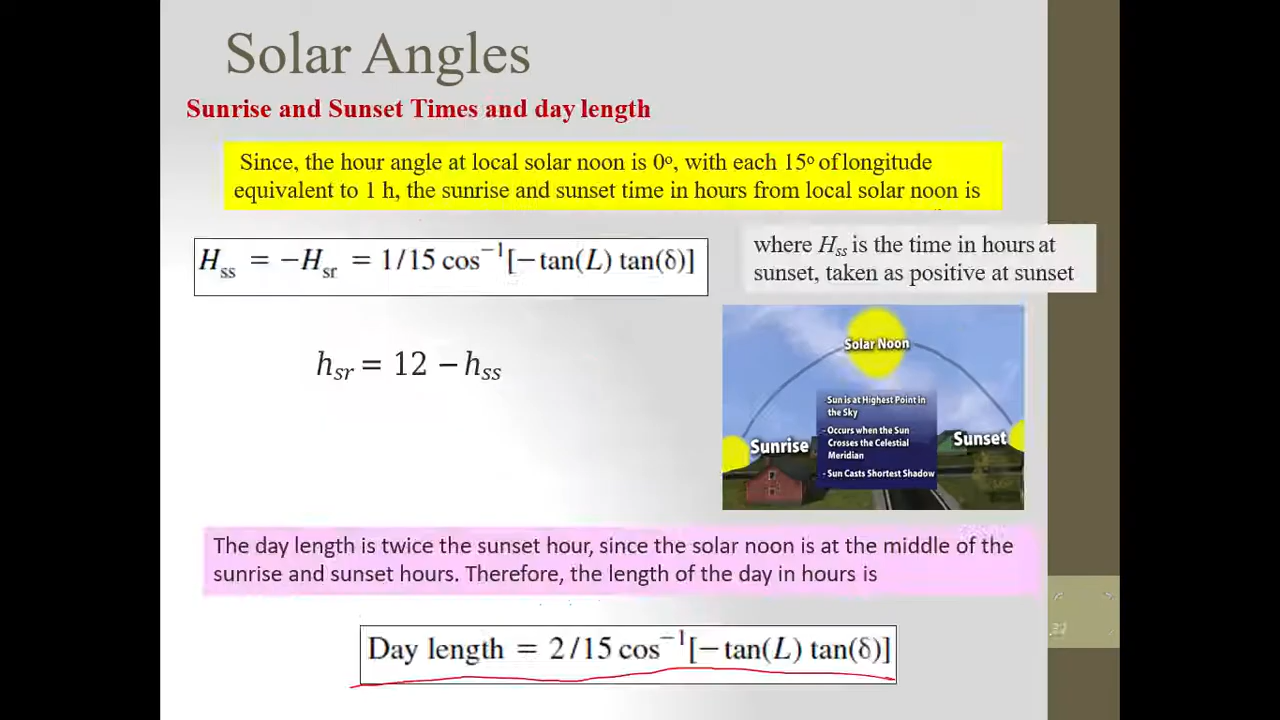 Solar Angles
Sunrise and Sunset Times and day length
Since, the hour angle at local solar noon is 0º, with each 15º of longitude
equivalent to 1 h, the sunrise and sunset time in hours from local solar noon is
H_ss = −H_sr = 1/15 cos⁻¹[−tan(L) tan(δ)]
where H_ss is the time in hours at
sunset, taken as positive at sunset
h_sr = 12 − h_ss
Solar Noon
- Sun is at Highest Point in
the Sky
- Occurs when the Sun
Crosses the Celestial
Meridian
- Sun Casts Shortest Shadow
Sunrise
Sunset
The day length is twice the sunset hour, since the solar noon is at the middle of the
sunrise and sunset hours. Therefore, the length of the day in hours is
Day length = 2/15 cos⁻¹[−tan(L) tan(δ)]